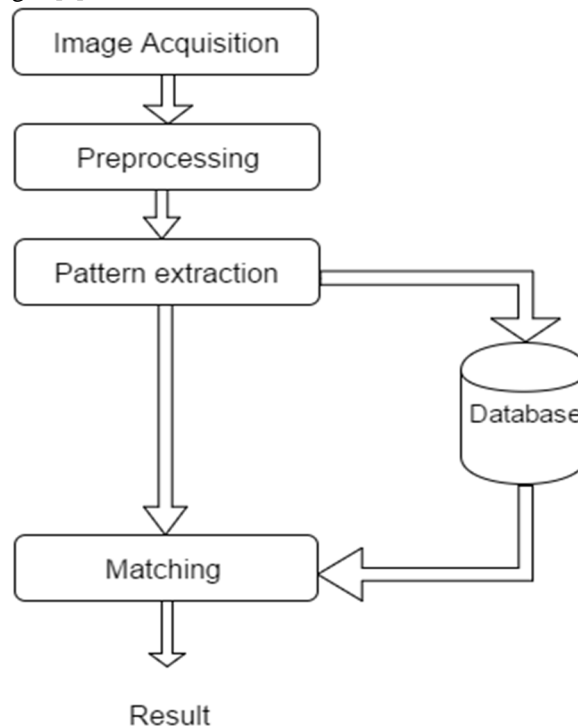 Image Acquisition
Preprocessing
Pattern extraction
Database
Matching
Result